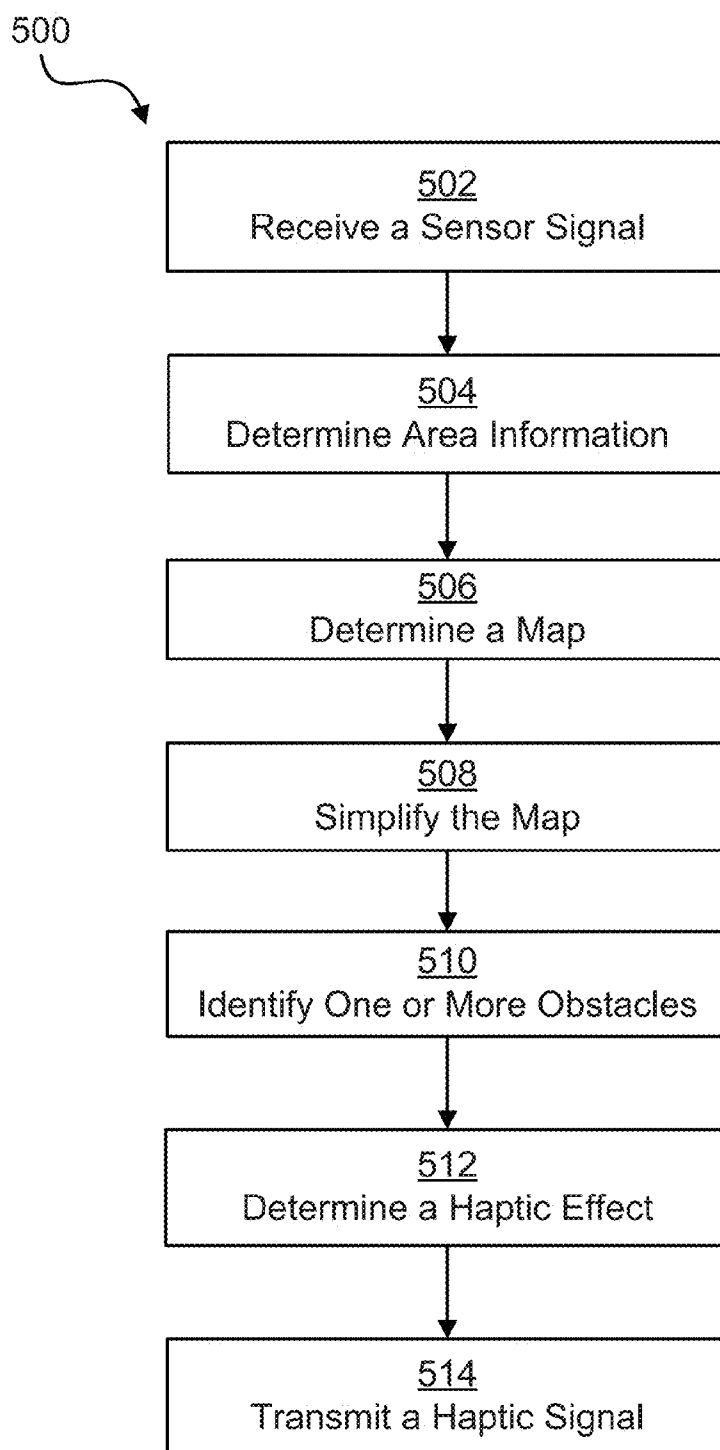 500
502
Receive a Sensor Signal
504
Determine Area Information
506
Determine a Map
508
Simplify the Map
510
Identify One or More Obstacles
512
Determine a Haptic Effect
514
Transmit a Haptic Signal